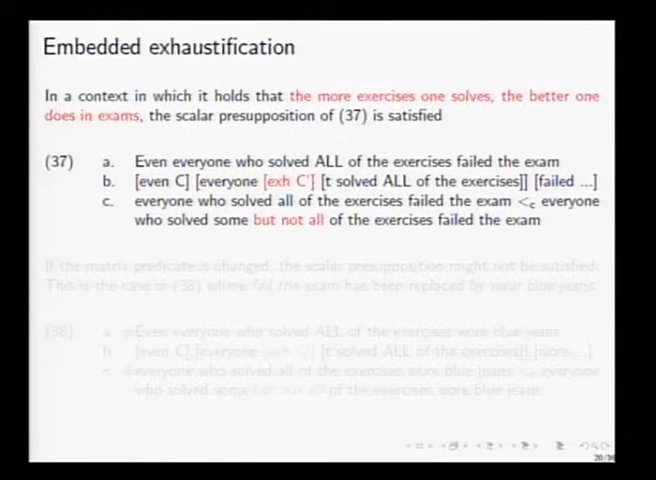 Embedded exhaustification
In a context in which it holds that the more exercises one solves, the better one
does in exams, the scalar presupposition of (37) is satisfied
(37) a. Even everyone who solved ALL of the exercises failed the exam
b. [even C] [everyone [exh C'] [t solved ALL of the exercises]] [failed ...]
c. everyone who solved all of the exercises failed the exam <c everyone
who solved some but not all of the exercises failed the exam
If the matrix predicate is changed, the scalar presupposition might not be satisfied.
This is the case in (38) where fail the exam has been replaced by wear blue jeans
(38) a. #Even everyone who solved ALL of the exercises wore blue jeans
b. [even C] [everyone [exh C'] [t solved ALL of the exercises]] [wore ...]
c. everyone who solved all of the exercises wore blue jeans <c everyone
who solved some but not all of the exercises wore blue jeans
20/36